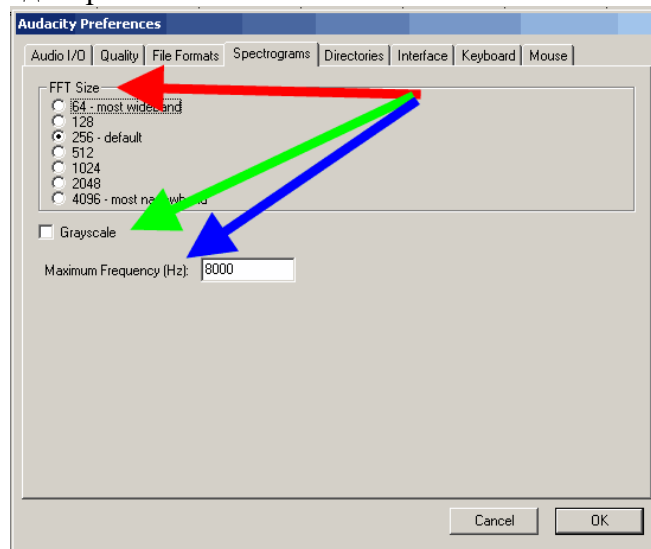 Audacity Preferences
Audio I/O Quality File Formats Spectrograms Directories Interface Keyboard Mouse
FFT Size
64 - most wideband
128
256 - default
512
1024
2048
4096 - most
Grayscale
Maximum Frequency (Hz): 8000
Cancel OK